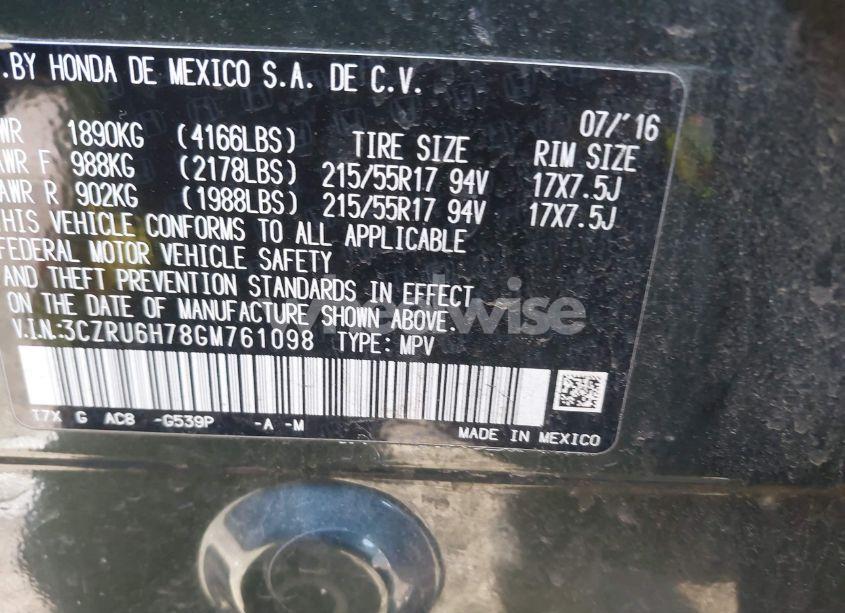 .BY HONDA DE MEXICO S.A. DE C.V.
07/'16
WR 1890KG (4166LBS) TIRE SIZE RIM SIZE
AWR F 988KG (2178LBS) 215/55R17 94V 17X7.5J
AWR R 902KG (1988LBS) 215/55R17 94V 17X7.5J
THIS VEHICLE CONFORMS TO ALL APPLICABLE
FEDERAL MOTOR VEHICLE SAFETY
AND THEFT PREVENTION STANDARDS IN EFFECT
ON THE DATE OF MANUFACTURE SHOWN ABOVE.
V.I.N:3CZRU6H78GM761098 TYPE: MPV
T7X G AC8 -G539P -A -M
MADE IN MEXICO